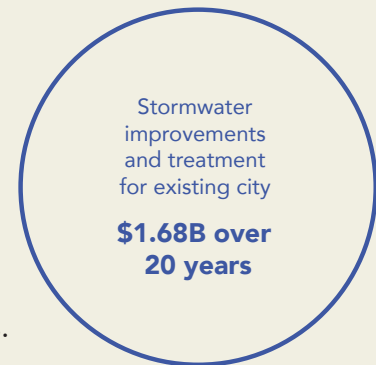 Stormwater
improvements
and treatment
for existing city
$1.68B over
20 years
.